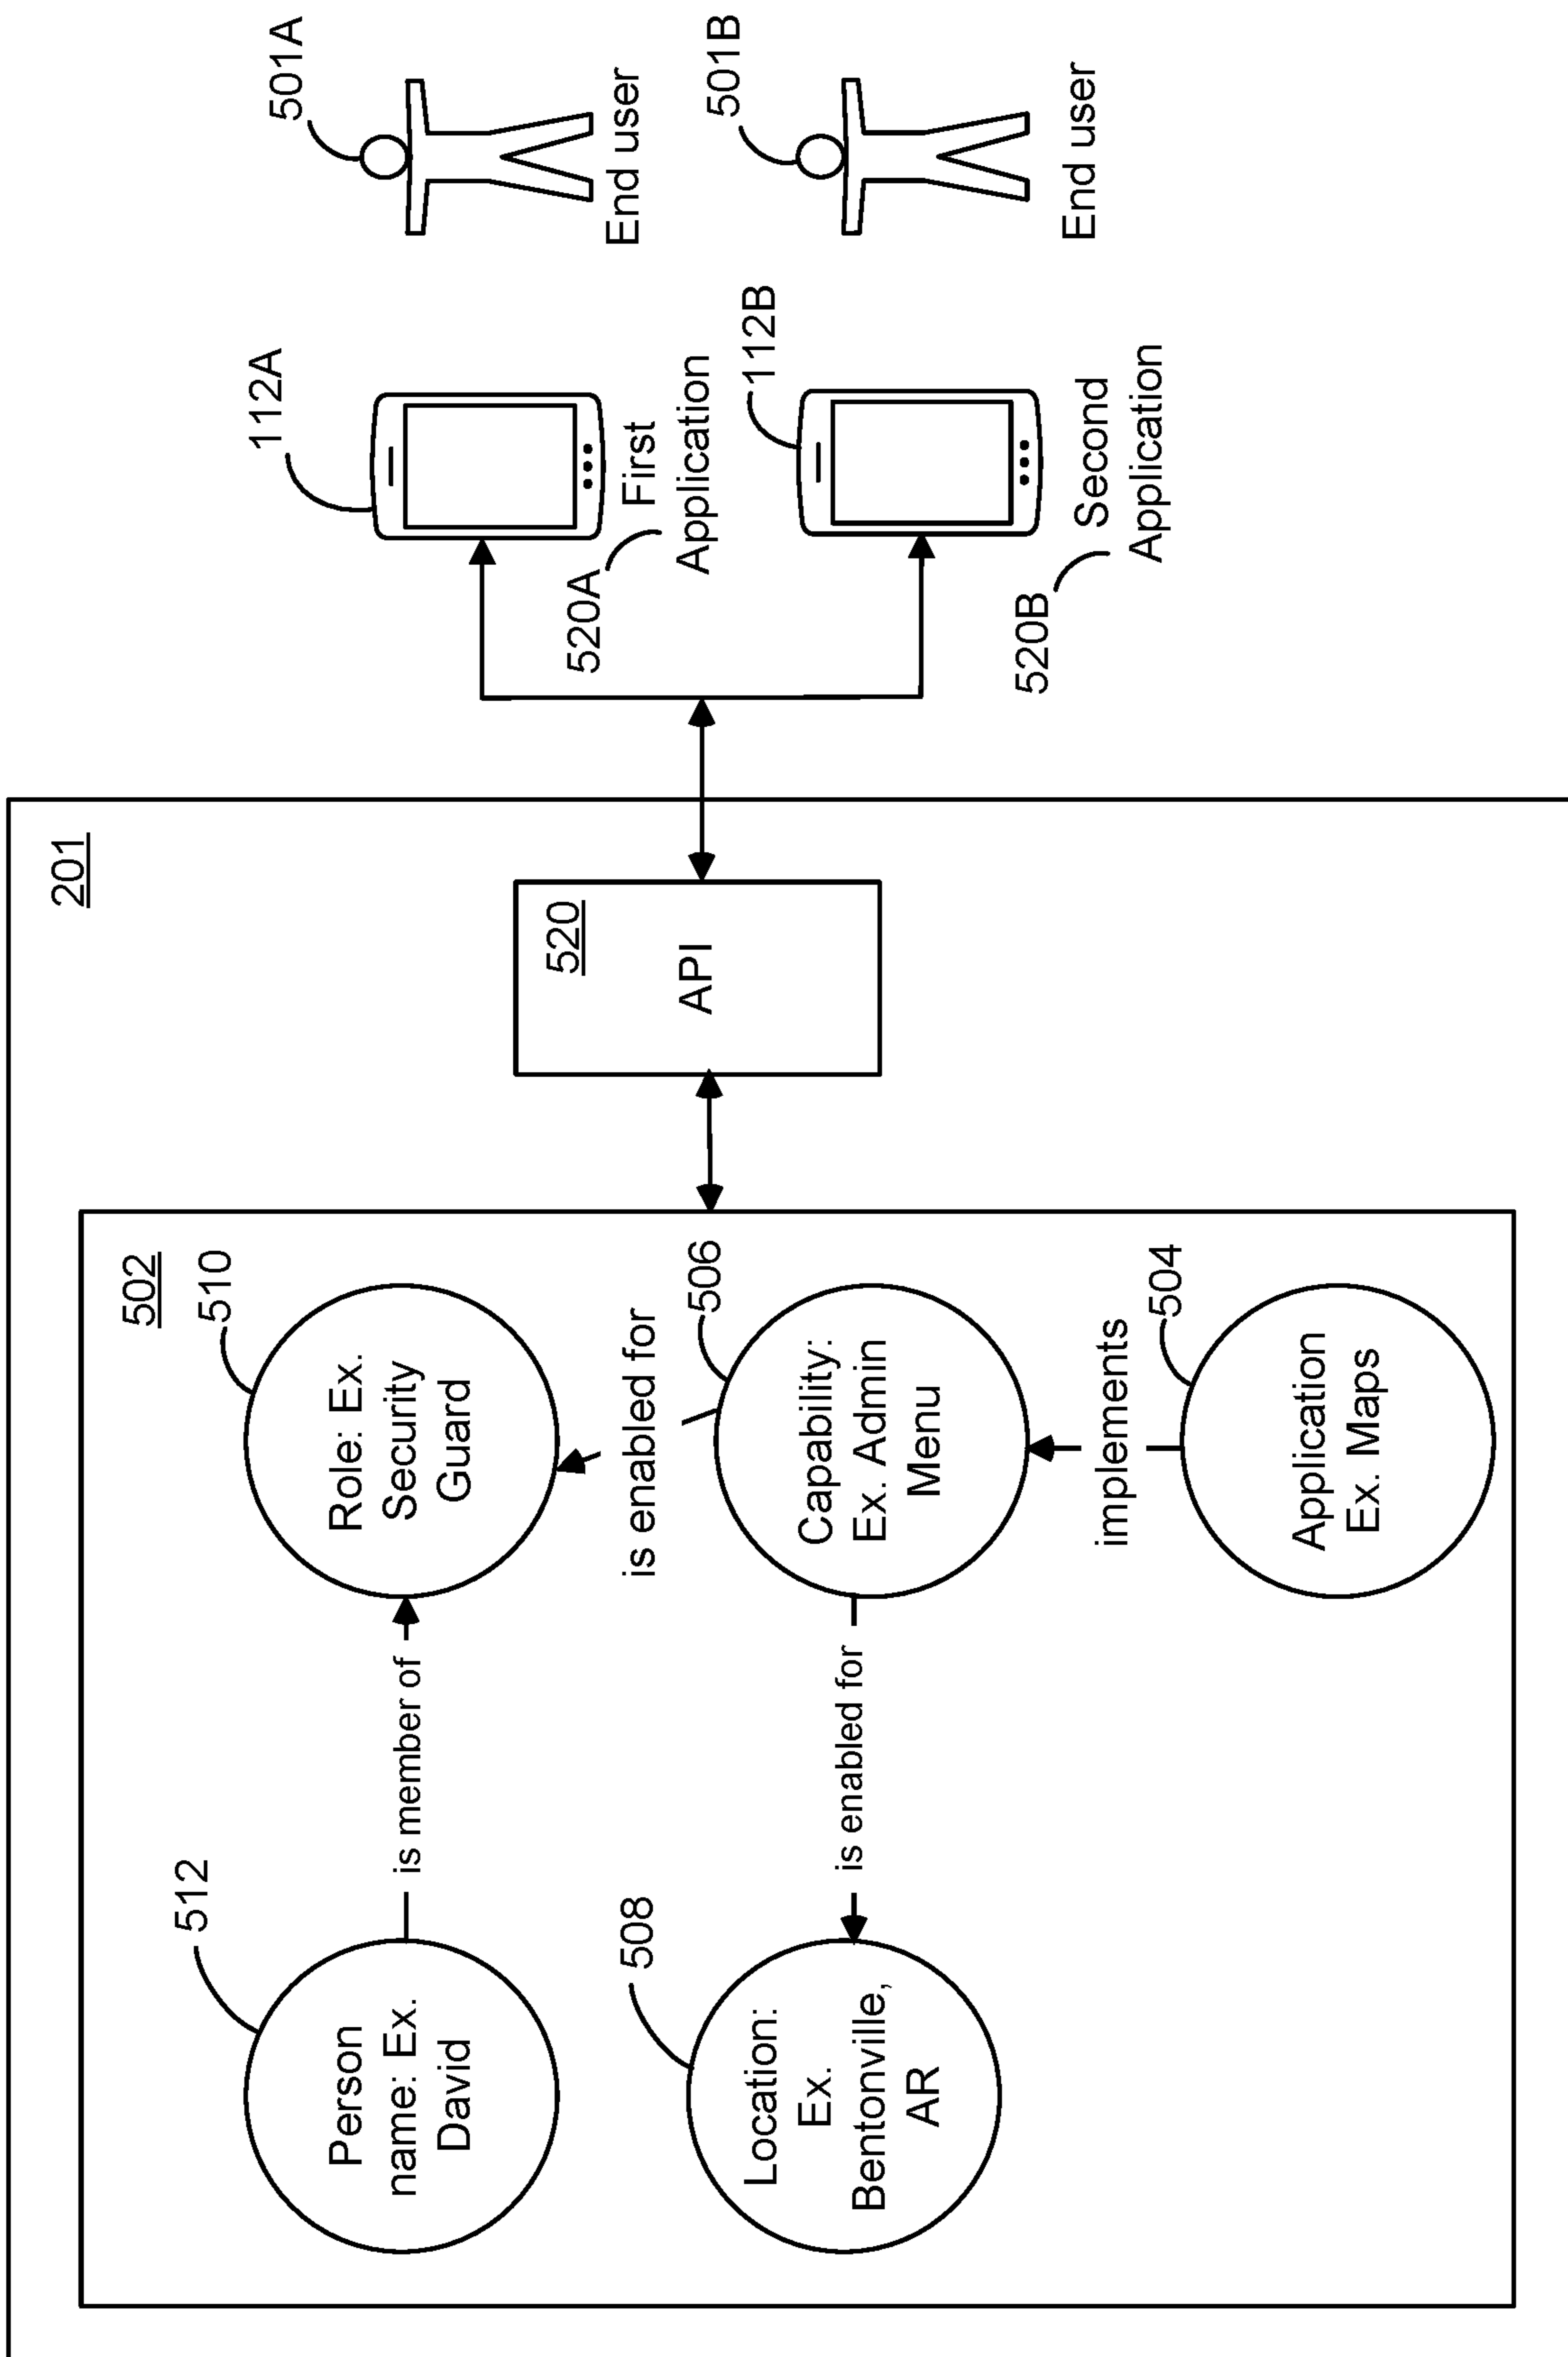 201
502
512
Person
name: Ex.
David
is member of
510
Role: Ex.
Security
Guard
is enabled for
508
Location:
Ex.
Bentonville,
AR
is enabled for
506
Capability:
Ex. Admin
Menu
implements
504
Application
Ex. Maps
520
API
112A
520A
First
Application
501A
End user
112B
520B
Second
Application
501B
End user